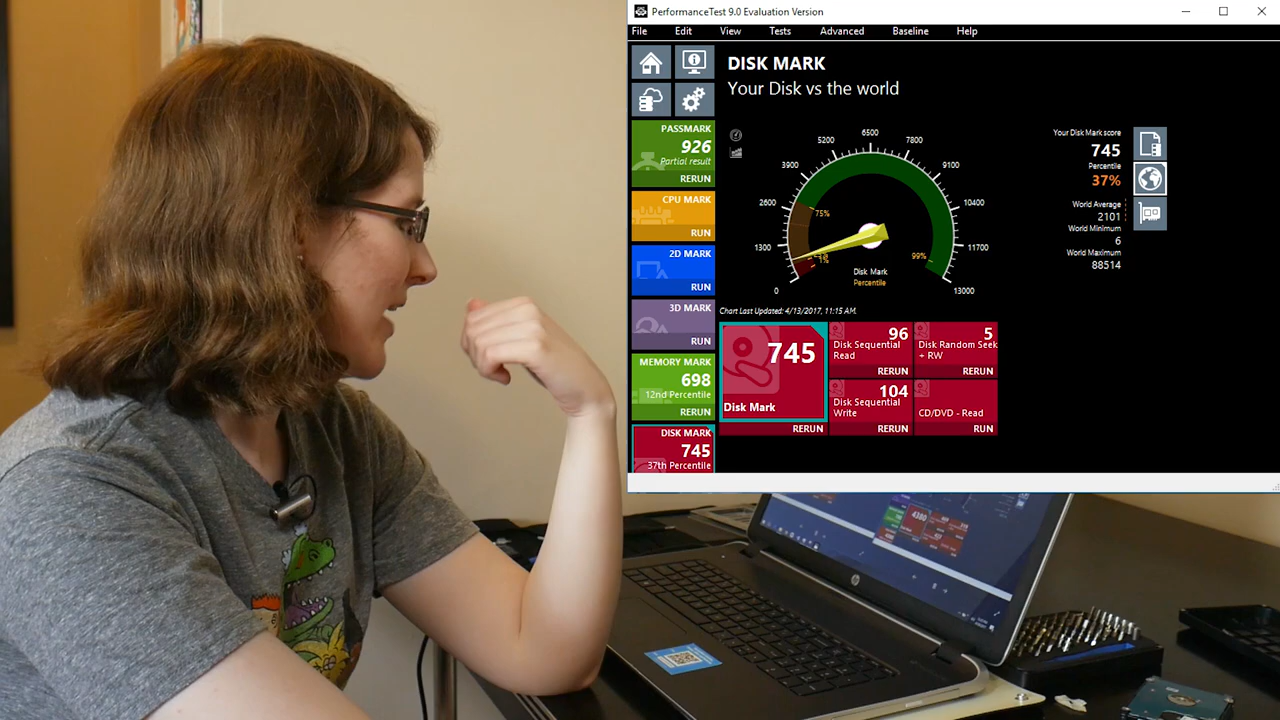 PerformanceTest 9.0 Evaluation Version
File Edit View Tests Advanced Baseline Help
DISK MARK
Your Disk vs the world
PASSMARK
926
Partial result
RERUN
CPU MARK
RUN
2D MARK
RUN
3D MARK
RUN
MEMORY MARK
698
12nd Percentile
RERUN
DISK MARK
745
37th Percentile
0
1300
2600
3900
5200
6500
7800
9100
10400
11700
13000
75%
1%
99%
Disk Mark
Percentile
Your Disk Mark score
745
Percentile
37%
World Average
2101
World Minimum
6
World Maximum
88514
Chart Last Updated: 4/13/2017, 11:15 AM.
745
Disk Mark
RERUN
96
Disk Sequential
Read
RERUN
5
Disk Random Seek
+ RW
RERUN
104
Disk Sequential
Write
RERUN
CD/DVD - Read
RUN
4380
hp